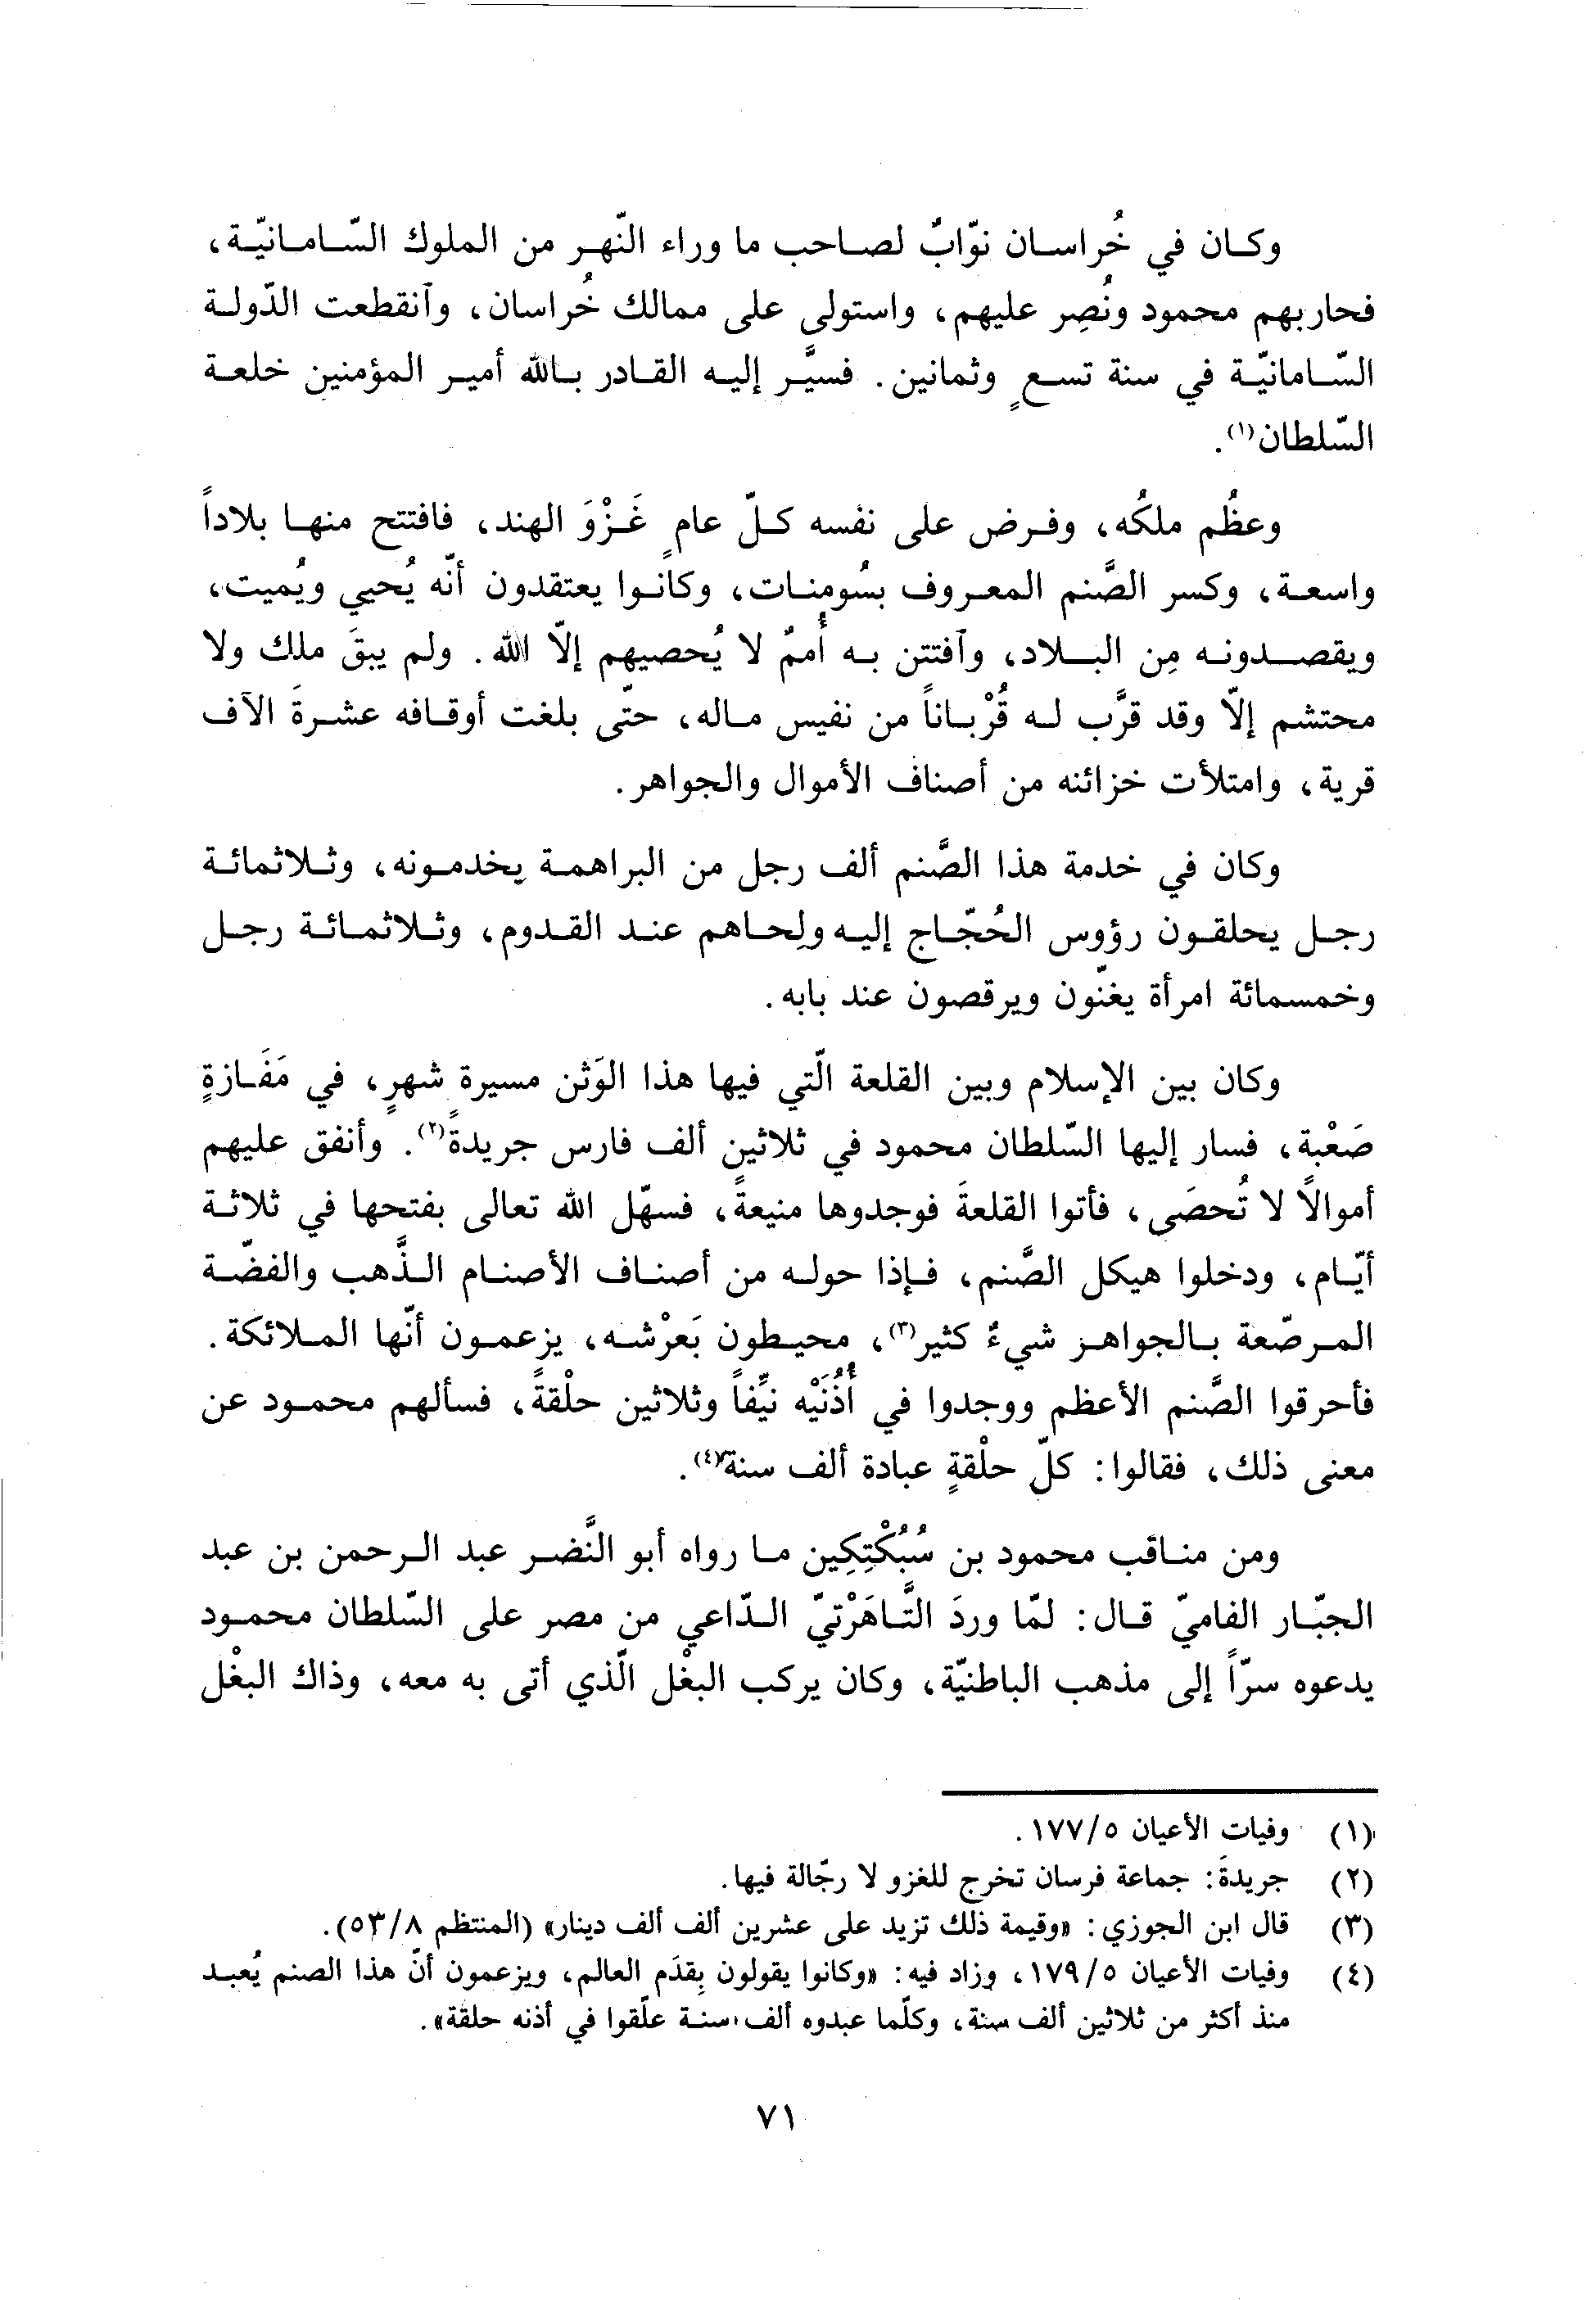 وكان في خُراسان نوّابٌ لصاحب ما وراء النّهر من الملوك السّامانيّة،
فحاربهم محمود ونُصِر عليهم، واستولى على ممالك خُراسان، وآنقطعت الدّولة
السّامانيّة في سنة تسعٍ وثمانين. فسيَّر إليه القادر بالله أمير المؤمنين خلعة
السّلطان(١).
وعظُم ملكُه، وفرض على نفسه كلّ عامٍ غَزْوَ الهند، فافتتح منها بلاداً
واسعة، وكسر الصَّنم المعروف بسُومنات، وكانوا يعتقدون أنّه يُحيي ويُميت،
ويقصدونه مِن البلاد، وآفتتن به أُممٌ لا يُحصيهم إلاّ الله. ولم يبقَ ملك ولا
محتشم إلاّ وقد قرَّب له قُرْباناً من نفيس ماله، حتّى بلغت أوقافه عشرةَ الآف
قرية، وامتلأت خزائنه من أصناف الأموال والجواهر.
وكان في خدمة هذا الصَّنم ألف رجل من البراهمة يخدمونه، وثلاثمائة
رجل يحلقون رؤوس الحُجّاج إليه ولِحاهم عند القدوم، وثلاثمائة رجل
وخمسمائة امرأة يغنّون ويرقصون عند بابه.
وكان بين الإسلام وبين القلعة الّتي فيها هذا الوَثن مسيرة شهرٍ، في مَفَازةٍ
صَعْبة، فسار إليها السّلطان محمود في ثلاثين ألف فارس جريدةً(٢). وأنفق عليهم
أموالاً لا تُحصَى، فأتوا القلعةَ فوجدوها منيعةً، فسهّل الله تعالى بفتحها في ثلاثة
أيّام، ودخلوا هيكل الصَّنم، فإذا حوله من أصناف الأصنام الذَّهب والفضّة
المرصّعة بالجواهر شيءٌ كثير(٣)، محيطون بَعرْشه، يزعمون أنّها الملائكة.
فأحرقوا الصَّنم الأعظم ووجدوا في أُذُنَيْه نيِّفاً وثلاثين حلْقةً، فسألهم محمود عن
معنى ذلك، فقالوا: كلّ حلْقةٍ عبادة ألف سنة(٤).
ومن مناقب محمود بن سُبُكْتِكِين ما رواه أبو النَّضر عبد الرحمن بن عبد
الجبّار الفاميّ قال: لمّا وردَ التَّاهَرْتيّ الدّاعي من مصر على السّلطان محمود
يدعوه سرّاً إلى مذهب الباطنيّة، وكان يركب البغْل الّذي أتى به معه، وذاك البغْل
(١) وفيات الأعيان ١٧٧/٥.
(٢) جريدة: جماعة فرسان تخرج للغزو لا رجّالة فيها.
(٣) قال ابن الجوزي: «وقيمة ذلك تزيد على عشرين ألف ألف دينار» (المنتظم ٥٣/٨).
(٤) وفيات الأعيان ١٧٩/٥، وزاد فيه: «وكانوا يقولون بِقدَم العالم، ويزعمون أنّ هذا الصنم يُعبد
منذ أكثر من ثلاثين ألف سنة، وكلّما عبدوه ألف سنة علّقوا في أذنه حلقة».
٧١